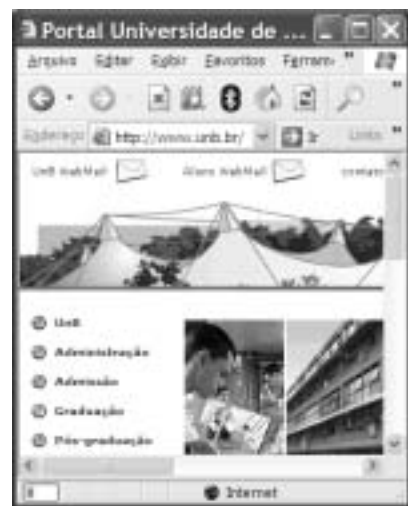 Portal Universidade de ...
Arquivo Editar Exibir Favoritos Ferram »
Endereço http://www.unb.br/ Ir Links »
UnB WebMail Aluno WebMail contato
UnB
Administração
Admissão
Graduação
Pós-graduação
Internet